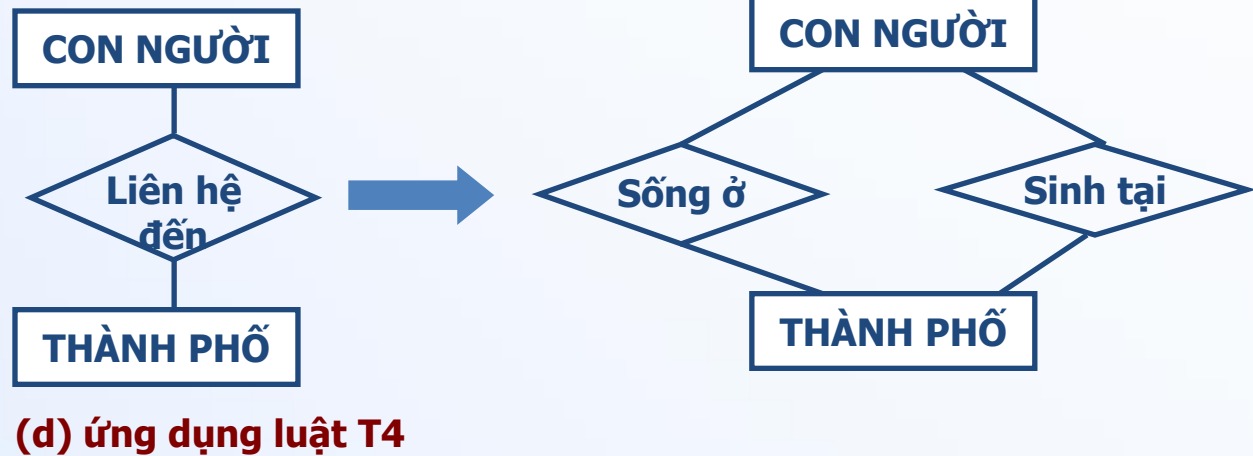 CON NGƯỜI
Liên hệ
đến
THÀNH PHỐ
CON NGƯỜI
Sống ở
Sinh tại
THÀNH PHỐ
(d) ứng dụng luật T4